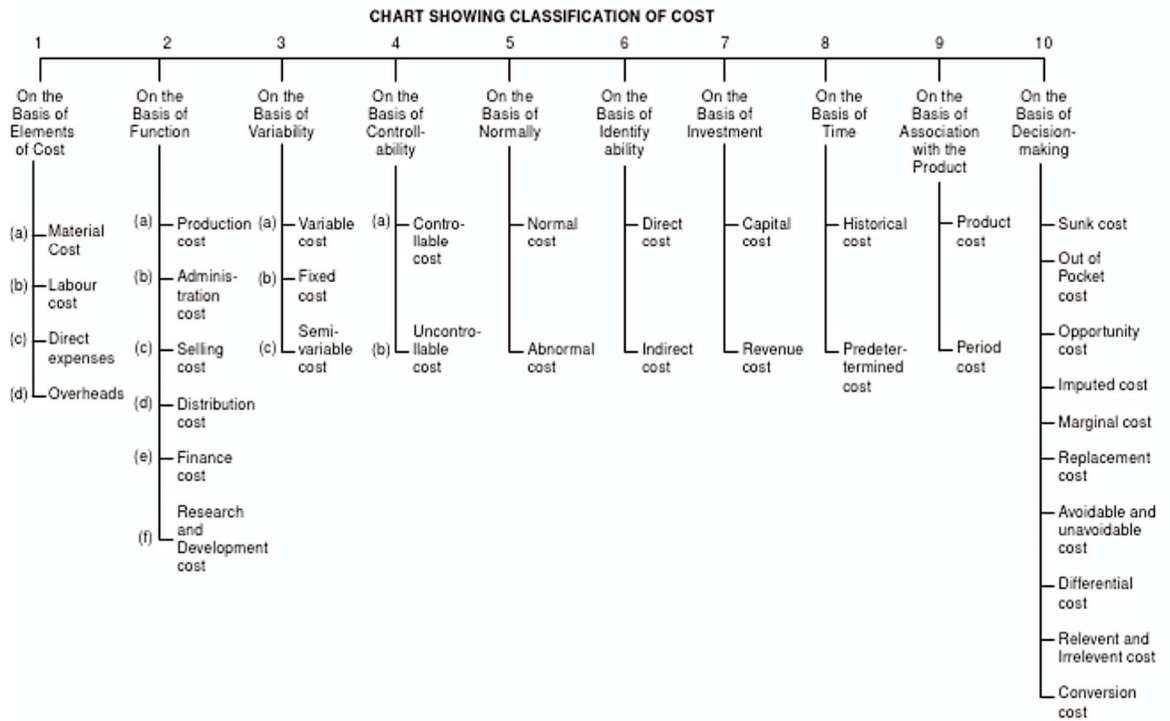 CHART SHOWING CLASSIFICATION OF COST
1 2 3 4 5 6 7 8 9 10
On the
Basis of
Elements
of Cost
(a) Material
Cost
(b) Labour
cost
(c) Direct
expenses
(d) Overheads
On the
Basis of
Function
(a) Production
cost
(b) Adminis-
tration
cost
(c) Selling
cost
(d) Distribution
cost
(e) Finance
cost
Research
and
(f) Development
cost
On the
Basis of
Variability
(a) Variable
cost
(b) Fixed
cost
Semi-
(c) variable
cost
On the
Basis of
Controll-
ability
(a) Contro-
llable
cost
Uncontro-
(b) llable
cost
On the
Basis of
Normally
Normal
cost
Abnormal
cost
On the
Basis of
Identify
ability
Direct
cost
Indirect
cost
On the
Basis of
Investment
Capital
cost
Revenue
cost
On the
Basis of
Time
Historical
cost
Predeter-
termined
cost
On the
Basis of
Association
with the
Product
Product
cost
Period
cost
On the
Basis of
Decision-
making
Sunk cost
Out of
Pocket
cost
Opportunity
cost
Imputed cost
Marginal cost
Replacement
cost
Avoidable and
unavoidable
cost
Differential
cost
Relevent and
Irrelevent cost
Conversion
cost